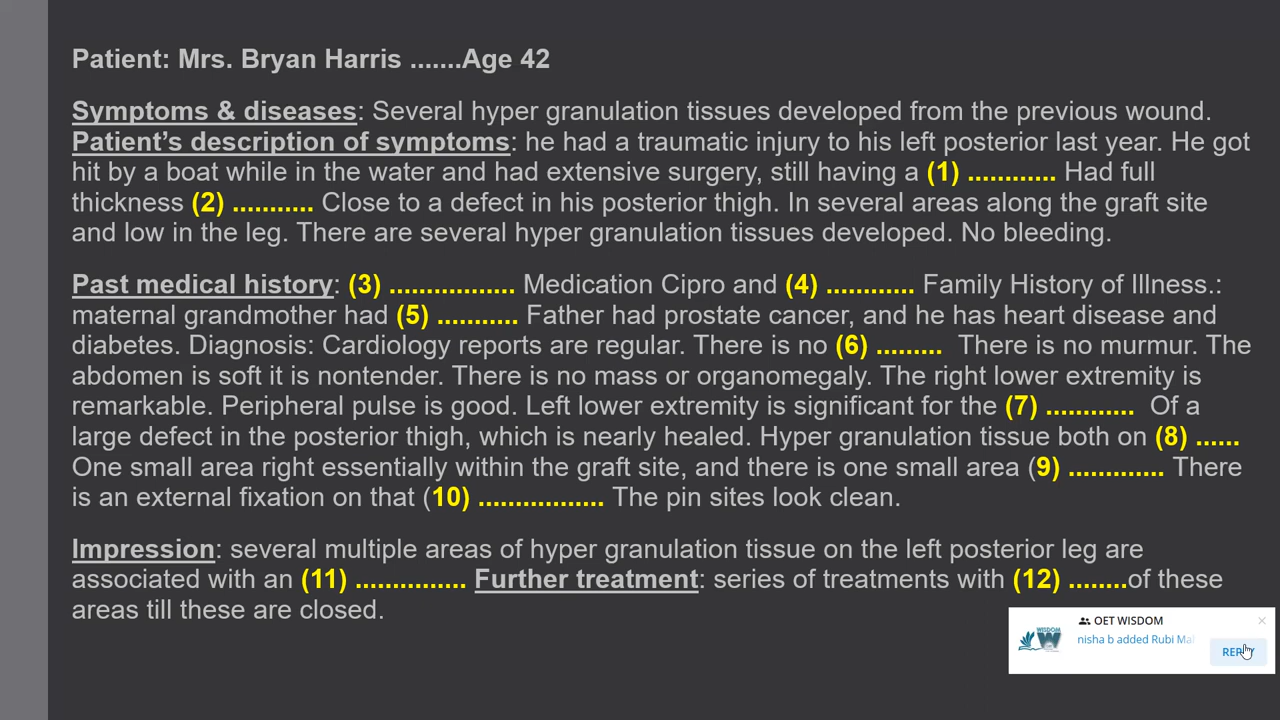 Patient: Mrs. Bryan Harris .......Age 42
Symptoms & diseases: Several hyper granulation tissues developed from the previous wound.
Patient's description of symptoms: he had a traumatic injury to his left posterior last year. He got
hit by a boat while in the water and had extensive surgery, still having a (1) ............ Had full
thickness (2) ........... Close to a defect in his posterior thigh. In several areas along the graft site
and low in the leg. There are several hyper granulation tissues developed. No bleeding.
Past medical history: (3) ................. Medication Cipro and (4) ............ Family History of Illness.:
maternal grandmother had (5) ........... Father had prostate cancer, and he has heart disease and
diabetes. Diagnosis: Cardiology reports are regular. There is no (6) ......... There is no murmur. The
abdomen is soft it is nontender. There is no mass or organomegaly. The right lower extremity is
remarkable. Peripheral pulse is good. Left lower extremity is significant for the (7) ............ Of a
large defect in the posterior thigh, which is nearly healed. Hyper granulation tissue both on (8) ......
One small area right essentially within the graft site, and there is one small area (9) ............. There
is an external fixation on that (10) ................. The pin sites look clean.
Impression: several multiple areas of hyper granulation tissue on the left posterior leg are
associated with an (11) ............... Further treatment: series of treatments with (12) ........of these
areas till these are closed.
OET WISDOM
nisha b added Rubi
REPLY